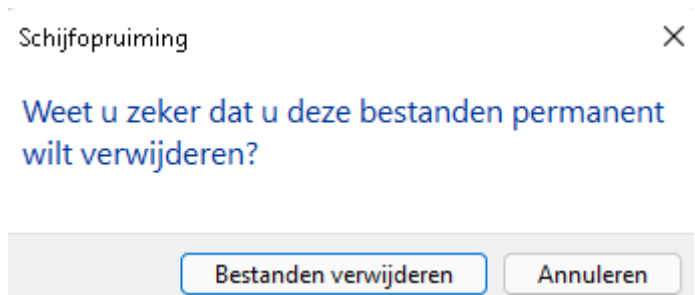 Schijfopruiming
Weet u zeker dat u deze bestanden permanent
wilt verwijderen?
Bestanden verwijderen
Annuleren